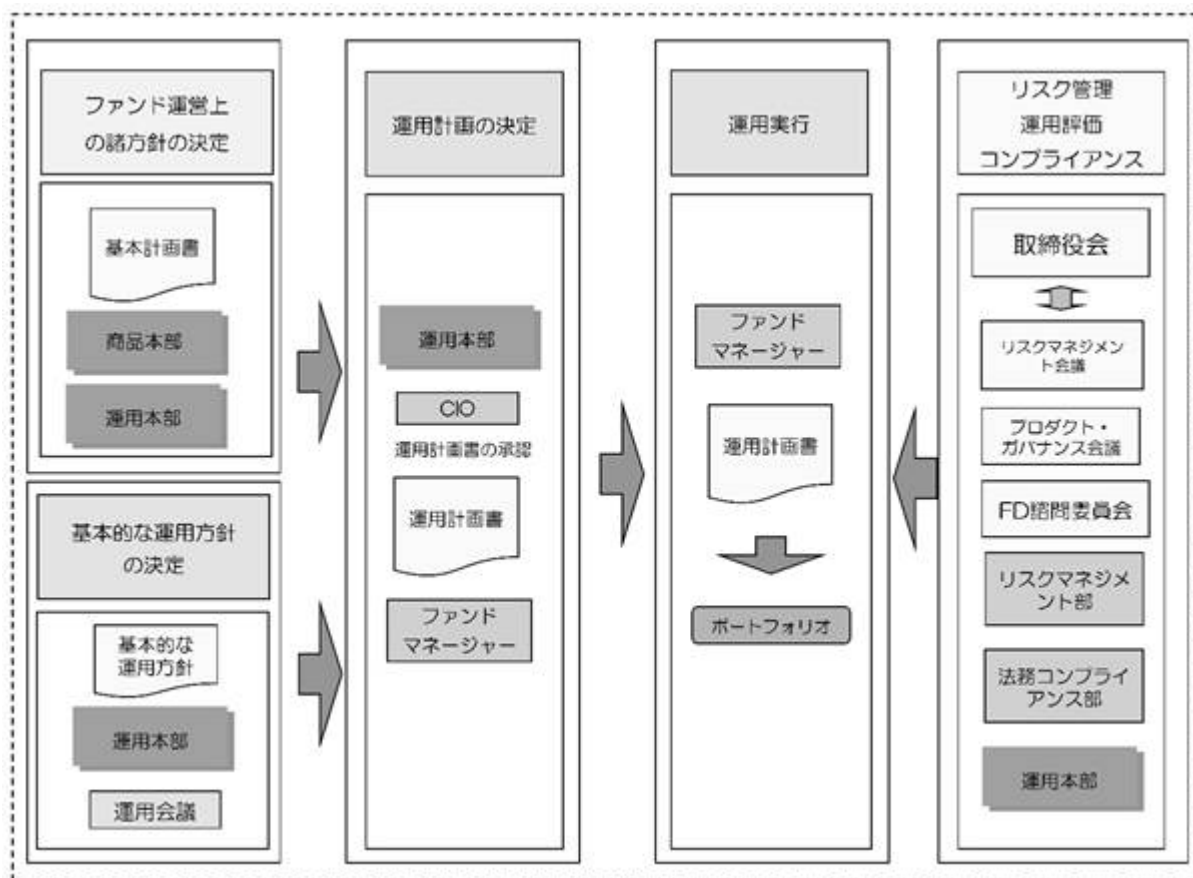 ファンド運営上
の諸方針の決定
基本計画書
商品本部
運用本部
基本的な運用方針
の決定
基本的な
運用方針
運用本部
運用会議
運用計画の決定
運用本部
CIO
運用計画書の承認
運用計画書
ファンド
マネージャー
運用実行
ファンド
マネージャー
運用計画書
ポートフォリオ
リスク管理
運用評価
コンプライアンス
取締役会
リスクマネジメン
ト会議
プロダクト・
ガバナンス会議
FD諮問委員会
リスクマネジメ
ント部
法務コンプライ
アンス部
運用本部